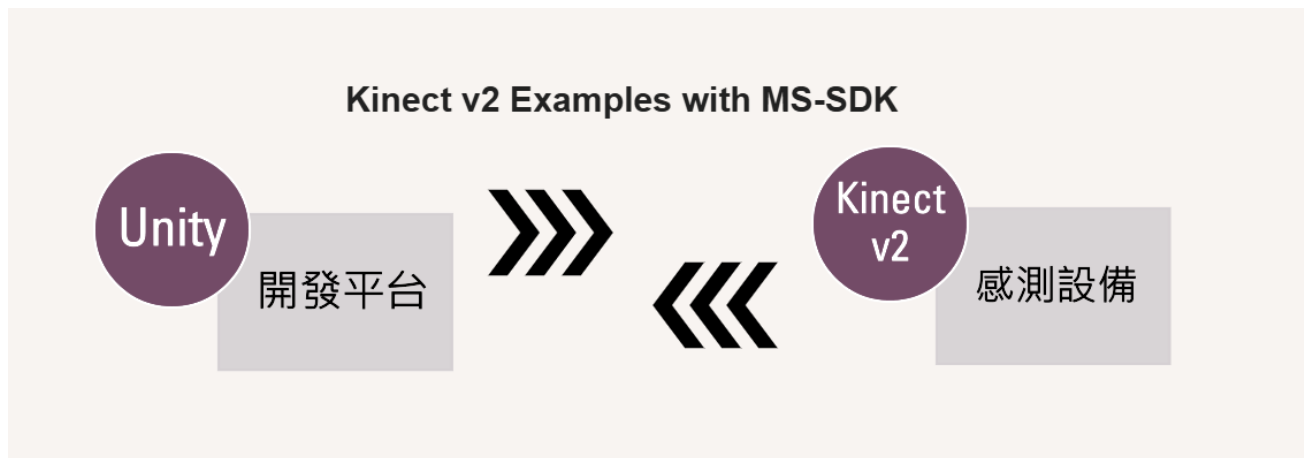 Kinect v2 Examples with MS-SDK
Unity
開發平台
Kinect
v2
感測設備